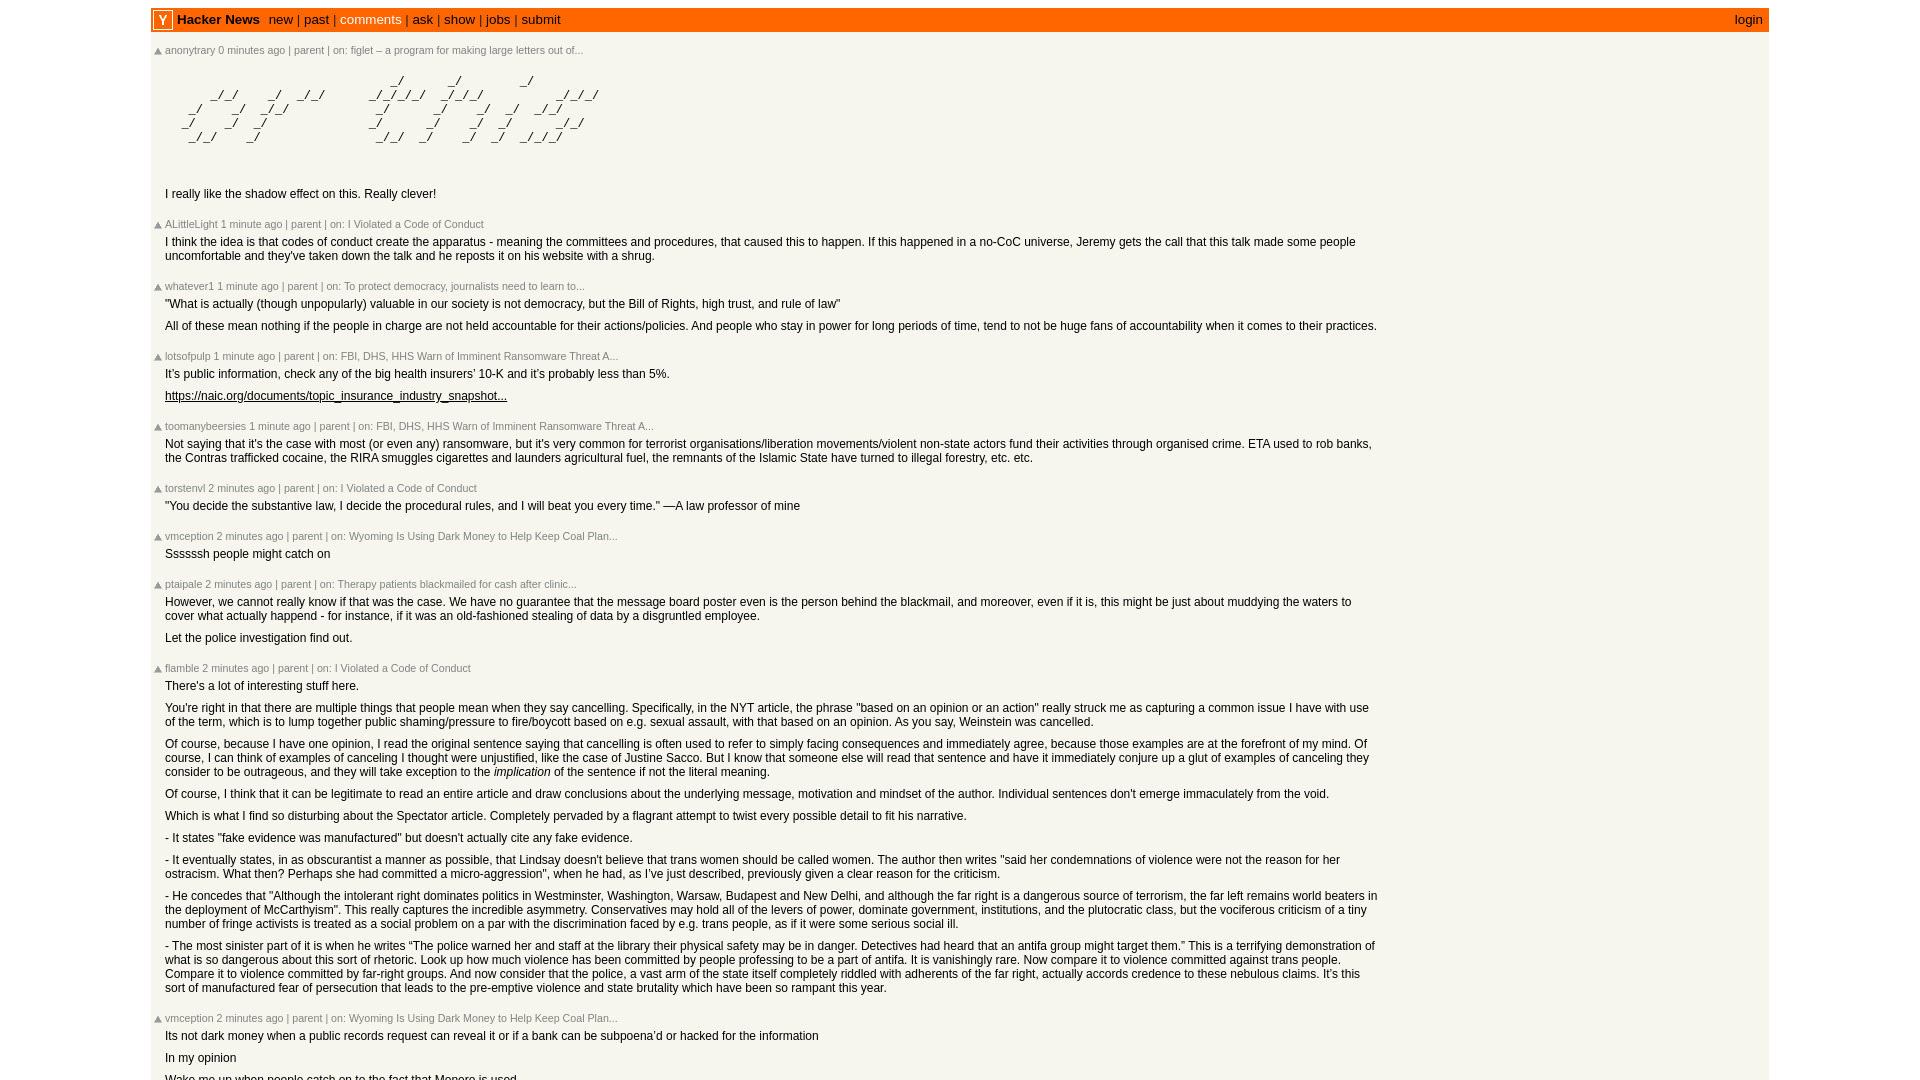 Y Hacker News new | past | comments | ask | show | jobs | submit login
anonytrary 0 minutes ago | parent | on: figlet – a program for making large letters out of...
                               _/      _/        _/
      _/_/    _/  _/_/      _/_/_/_/  _/_/_/          _/_/_/
   _/    _/  _/_/            _/      _/    _/  _/  _/_/
  _/    _/  _/              _/      _/    _/  _/      _/_/
   _/_/    _/                _/_/  _/    _/  _/  _/_/_/
I really like the shadow effect on this. Really clever!
ALittleLight 1 minute ago | parent | on: I Violated a Code of Conduct
I think the idea is that codes of conduct create the apparatus - meaning the committees and procedures, that caused this to happen. If this happened in a no-CoC universe, Jeremy gets the call that this talk made some people
uncomfortable and they've taken down the talk and he reposts it on his website with a shrug.
whatever1 1 minute ago | parent | on: To protect democracy, journalists need to learn to...
"What is actually (though unpopularly) valuable in our society is not democracy, but the Bill of Rights, high trust, and rule of law"
All of these mean nothing if the people in charge are not held accountable for their actions/policies. And people who stay in power for long periods of time, tend to not be huge fans of accountability when it comes to their practices.
lotsofpulp 1 minute ago | parent | on: FBI, DHS, HHS Warn of Imminent Ransomware Threat A...
It’s public information, check any of the big health insurers’ 10-K and it’s probably less than 5%.
https://naic.org/documents/topic_insurance_industry_snapshot...
toomanybeersies 1 minute ago | parent | on: FBI, DHS, HHS Warn of Imminent Ransomware Threat A...
Not saying that it's the case with most (or even any) ransomware, but it's very common for terrorist organisations/liberation movements/violent non-state actors fund their activities through organised crime. ETA used to rob banks,
the Contras trafficked cocaine, the RIRA smuggles cigarettes and launders agricultural fuel, the remnants of the Islamic State have turned to illegal forestry, etc. etc.
torstenvl 2 minutes ago | parent | on: I Violated a Code of Conduct
"You decide the substantive law, I decide the procedural rules, and I will beat you every time." —A law professor of mine
vmception 2 minutes ago | parent | on: Wyoming Is Using Dark Money to Help Keep Coal Plan...
Ssssssh people might catch on
ptaipale 2 minutes ago | parent | on: Therapy patients blackmailed for cash after clinic...
However, we cannot really know if that was the case. We have no guarantee that the message board poster even is the person behind the blackmail, and moreover, even if it is, this might be just about muddying the waters to
cover what actually happend - for instance, if it was an old-fashioned stealing of data by a disgruntled employee.
Let the police investigation find out.
flamble 2 minutes ago | parent | on: I Violated a Code of Conduct
There's a lot of interesting stuff here.
You're right in that there are multiple things that people mean when they say cancelling. Specifically, in the NYT article, the phrase "based on an opinion or an action" really struck me as capturing a common issue I have with use
of the term, which is to lump together public shaming/pressure to fire/boycott based on e.g. sexual assault, with that based on an opinion. As you say, Weinstein was cancelled.
Of course, because I have one opinion, I read the original sentence saying that cancelling is often used to refer to simply facing consequences and immediately agree, because those examples are at the forefront of my mind. Of
course, I can think of examples of canceling I thought were unjustified, like the case of Justine Sacco. But I know that someone else will read that sentence and have it immediately conjure up a glut of examples of canceling they
consider to be outrageous, and they will take exception to the implication of the sentence if not the literal meaning.
Of course, I think that it can be legitimate to read an entire article and draw conclusions about the underlying message, motivation and mindset of the author. Individual sentences don't emerge immaculately from the void.
Which is what I find so disturbing about the Spectator article. Completely pervaded by a flagrant attempt to twist every possible detail to fit his narrative.
- It states "fake evidence was manufactured" but doesn't actually cite any fake evidence.
- It eventually states, in as obscurantist a manner as possible, that Lindsay doesn't believe that trans women should be called women. The author then writes "said her condemnations of violence were not the reason for her
ostracism. What then? Perhaps she had committed a micro-aggression", when he had, as I’ve just described, previously given a clear reason for the criticism.
- He concedes that "Although the intolerant right dominates politics in Westminster, Washington, Warsaw, Budapest and New Delhi, and although the far right is a dangerous source of terrorism, the far left remains world beaters in
the deployment of McCarthyism". This really captures the incredible asymmetry. Conservatives may hold all of the levers of power, dominate government, institutions, and the plutocratic class, but the vociferous criticism of a tiny
number of fringe activists is treated as a social problem on a par with the discrimination faced by e.g. trans people, as if it were some serious social ill.
- The most sinister part of it is when he writes “The police warned her and staff at the library their physical safety may be in danger. Detectives had heard that an antifa group might target them.” This is a terrifying demonstration of
what is so dangerous about this sort of rhetoric. Look up how much violence has been committed by people professing to be a part of antifa. It is vanishingly rare. Now compare it to violence committed against trans people.
Compare it to violence committed by far-right groups. And now consider that the police, a vast arm of the state itself completely riddled with adherents of the far right, actually accords credence to these nebulous claims. It’s this
sort of manufactured fear of persecution that leads to the pre-emptive violence and state brutality which have been so rampant this year.
vmception 2 minutes ago | parent | on: Wyoming Is Using Dark Money to Help Keep Coal Plan...
Its not dark money when a public records request can reveal it or if a bank can be subpoena’d or hacked for the information
In my opinion
Wake me up when people catch on to the fact that Monero is used